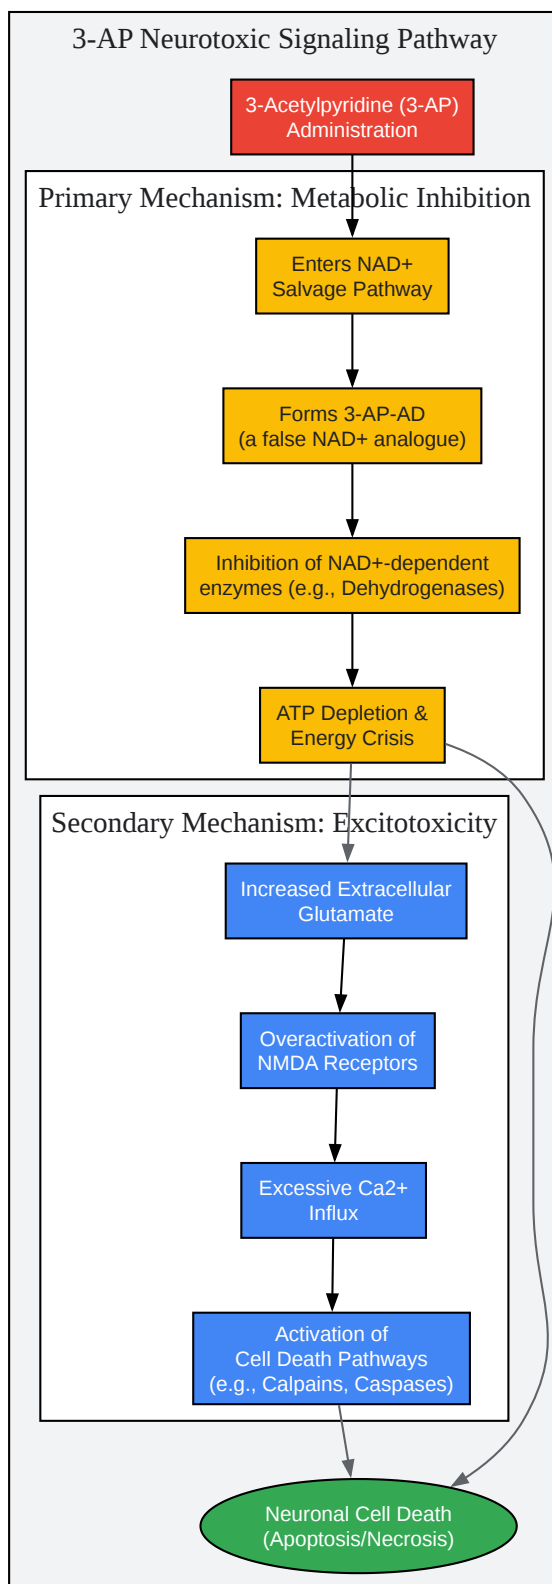 3-AP Neurotoxic Signaling Pathway
3-Acetylpyridine (3-AP)
Administration
Primary Mechanism: Metabolic Inhibition
Enters NAD+
Salvage Pathway
Forms 3-AP-AD
(a false NAD+ analogue)
Inhibition of NAD+-dependent
enzymes (e.g., Dehydrogenases)
ATP Depletion &
Energy Crisis
Secondary Mechanism: Excitotoxicity
Increased Extracellular
Glutamate
Overactivation of
NMDA Receptors
Excessive Ca2+
Influx
Activation of
Cell Death Pathways
(e.g., Calpains, Caspases)
Neuronal Cell Death
(Apoptosis/Necrosis)